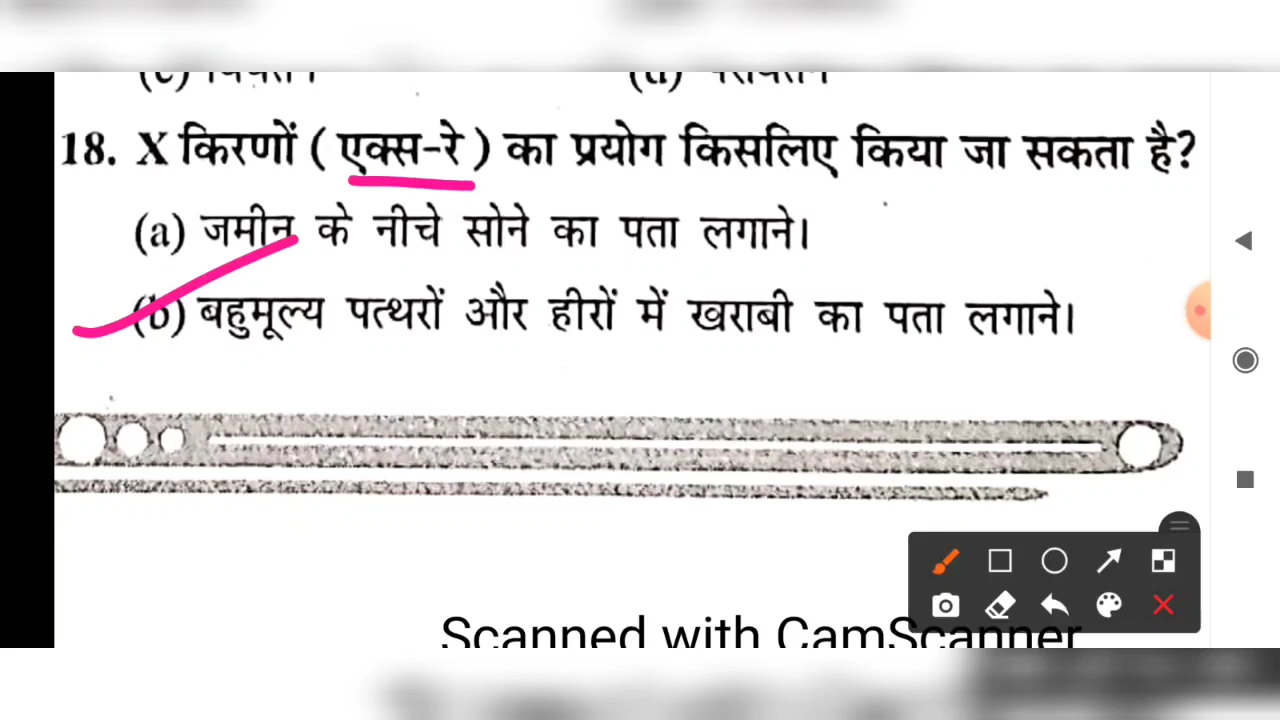 18. X किरणों ( एक्स-रे ) का प्रयोग किसलिए किया जा सकता है?
(a) जमीन के नीचे सोने का पता लगाने।
(b) बहुमूल्य पत्थरों और हीरों में खराबी का पता लगाने।
Scanned with CamScanner